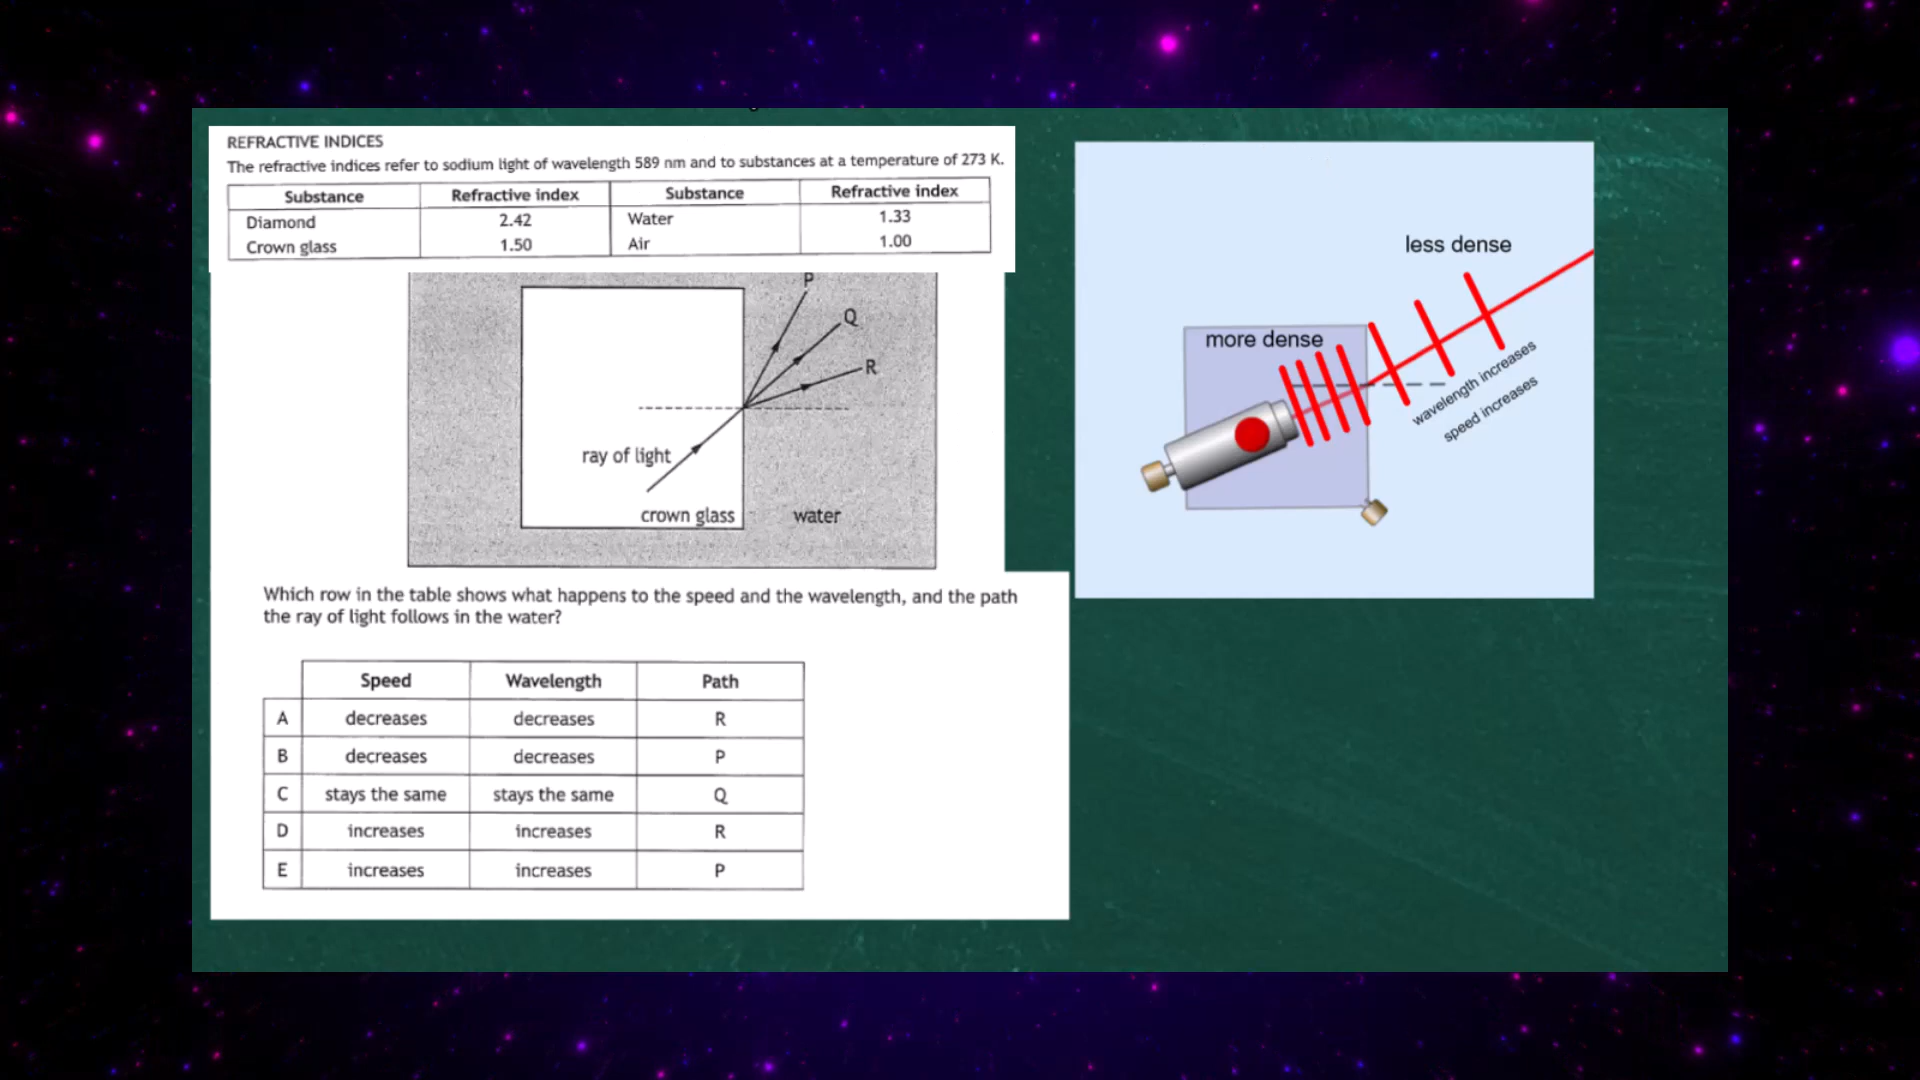 REFRACTIVE INDICES
The refractive indices refer to sodium light of wavelength 589 nm and to substances at a temperature of 273 K.
Substance Refractive index Substance Refractive index
Diamond 2.42 Water 1.33
Crown glass 1.50 Air 1.00
P
Q
R
ray of light
crown glass water
Which row in the table shows what happens to the speed and the wavelength, and the path
the ray of light follows in the water?
Speed Wavelength Path
A decreases decreases R
B decreases decreases P
C stays the same stays the same Q
D increases increases R
E increases increases P
less dense
more dense
wavelength increases
speed increases